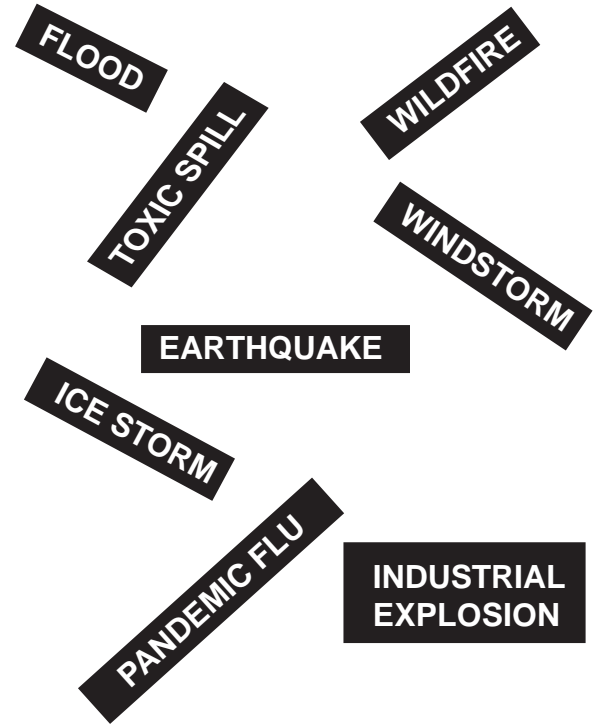 FLOOD
WILDFIRE
TOXIC SPILL
WINDSTORM
EARTHQUAKE
ICE STORM
PANDEMIC FLU
INDUSTRIAL
EXPLOSION